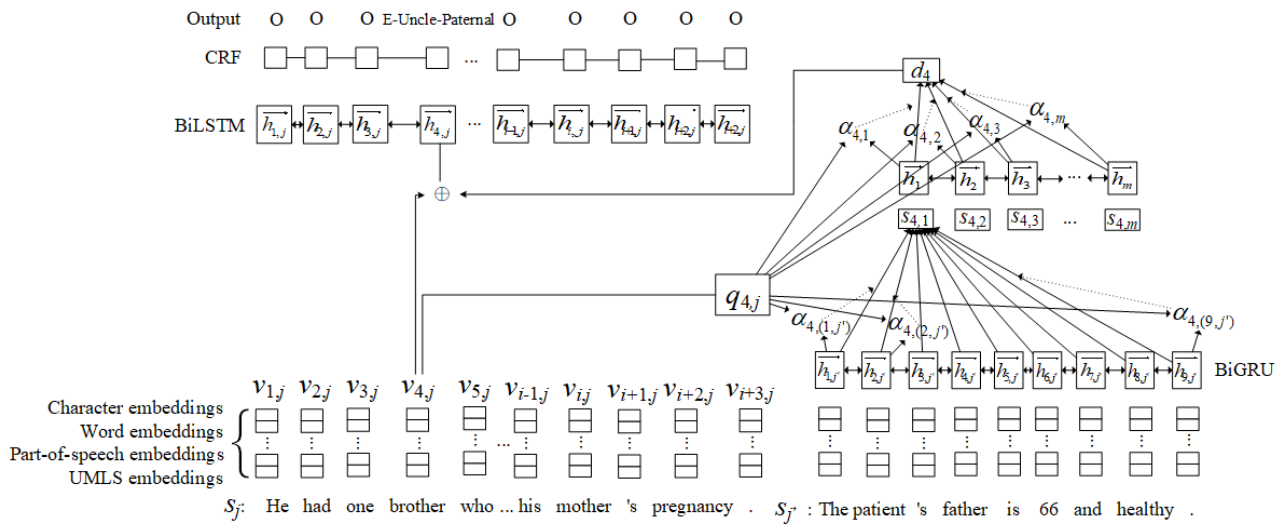 Output O O O E-Uncle-Paternal O O O O O
CRF ...
d4
BiLSTM h1,j h2,j h3,j h4,j ... hi-1,j hi,j hi+1,j hi+2,j
α4,1 α4,2 α4,3 α4,m
h1 h2 h3 ... hm
⊕
s4,1 s4,2 s4,3 ... s4,m
q4,j
α4,(1,j') α4,(2,j') α4,(9,j')
h1,j' h2,j' h3,j' h4,j' h5,j' h6,j' h7,j' h8,j' h9,j' BiGRU
v1,j v2,j v3,j v4,j v5,j vi-1,j vi,j vi+1,j vi+2,j vi+3,j
Character embeddings
Word embeddings
...
Part-of-speech embeddings
UMLS embeddings
sj: He had one brother who ... his mother 's pregnancy . sj' : The patient 's father is 66 and healthy .